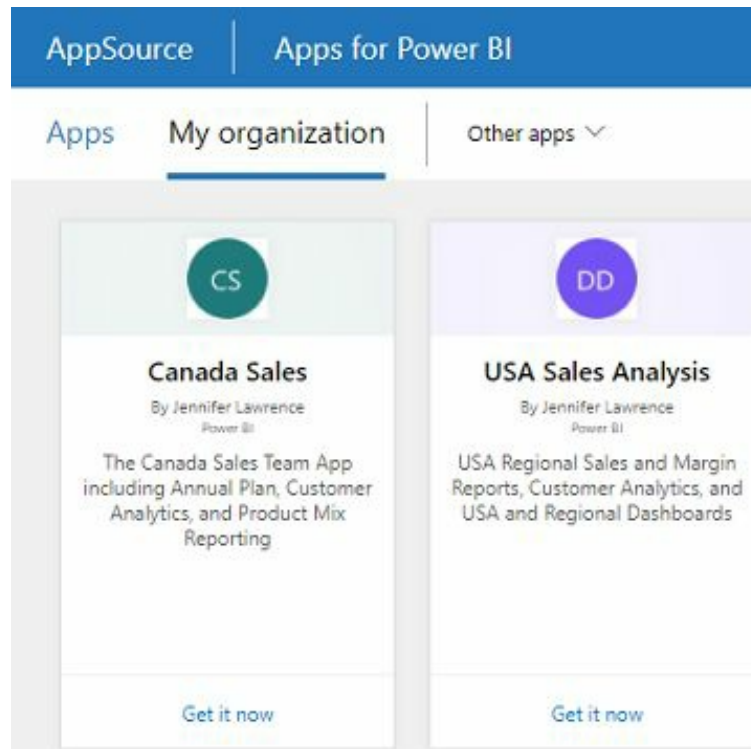 AppSource Apps for Power BI
Apps My organization Other apps
CS
Canada Sales
By Jennifer Lawrence
Power BI
The Canada Sales Team App
including Annual Plan, Customer
Analytics, and Product Mix
Reporting
Get it now
DD
USA Sales Analysis
By Jennifer Lawrence
Power BI
USA Regional Sales and Margin
Reports, Customer Analytics, and
USA and Regional Dashboards
Get it now